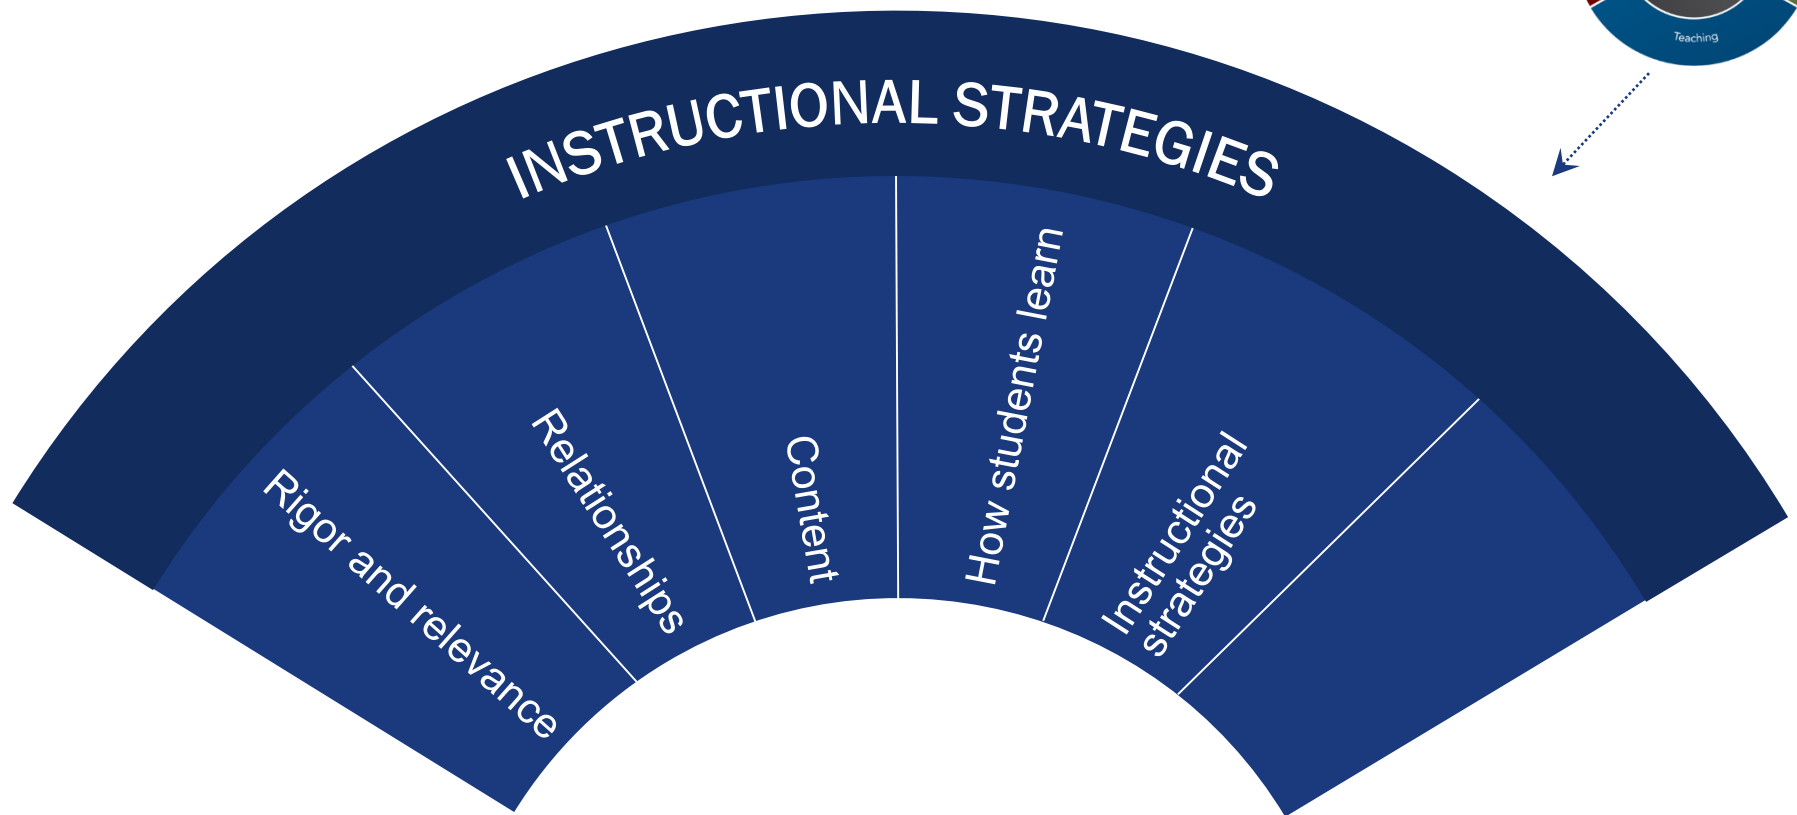 Teaching
INSTRUCTIONAL STRATEGIES
Rigor and relevance
Relationships
Content
How students learn
Instructional
strategies